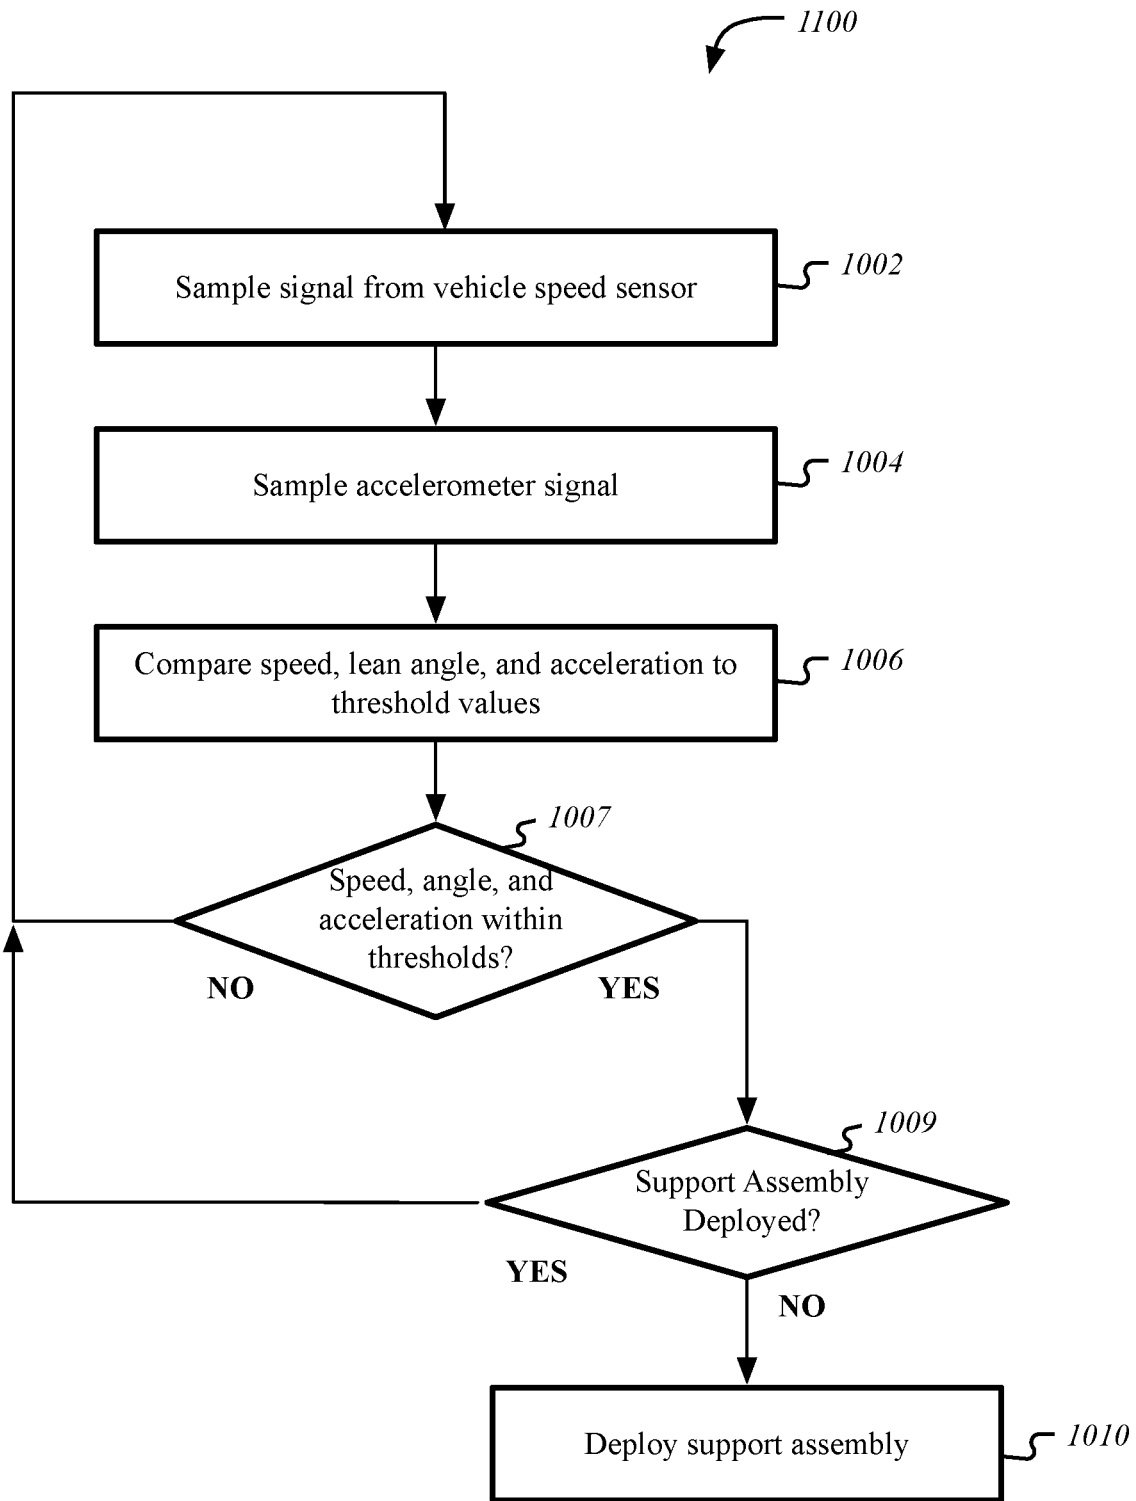 1100
Sample signal from vehicle speed sensor
1002
Sample accelerometer signal
1004
Compare speed, lean angle, and acceleration to
threshold values
1006
1007
Speed, angle, and
acceleration within
thresholds?
NO
YES
1009
Support Assembly
Deployed?
YES
NO
Deploy support assembly
1010